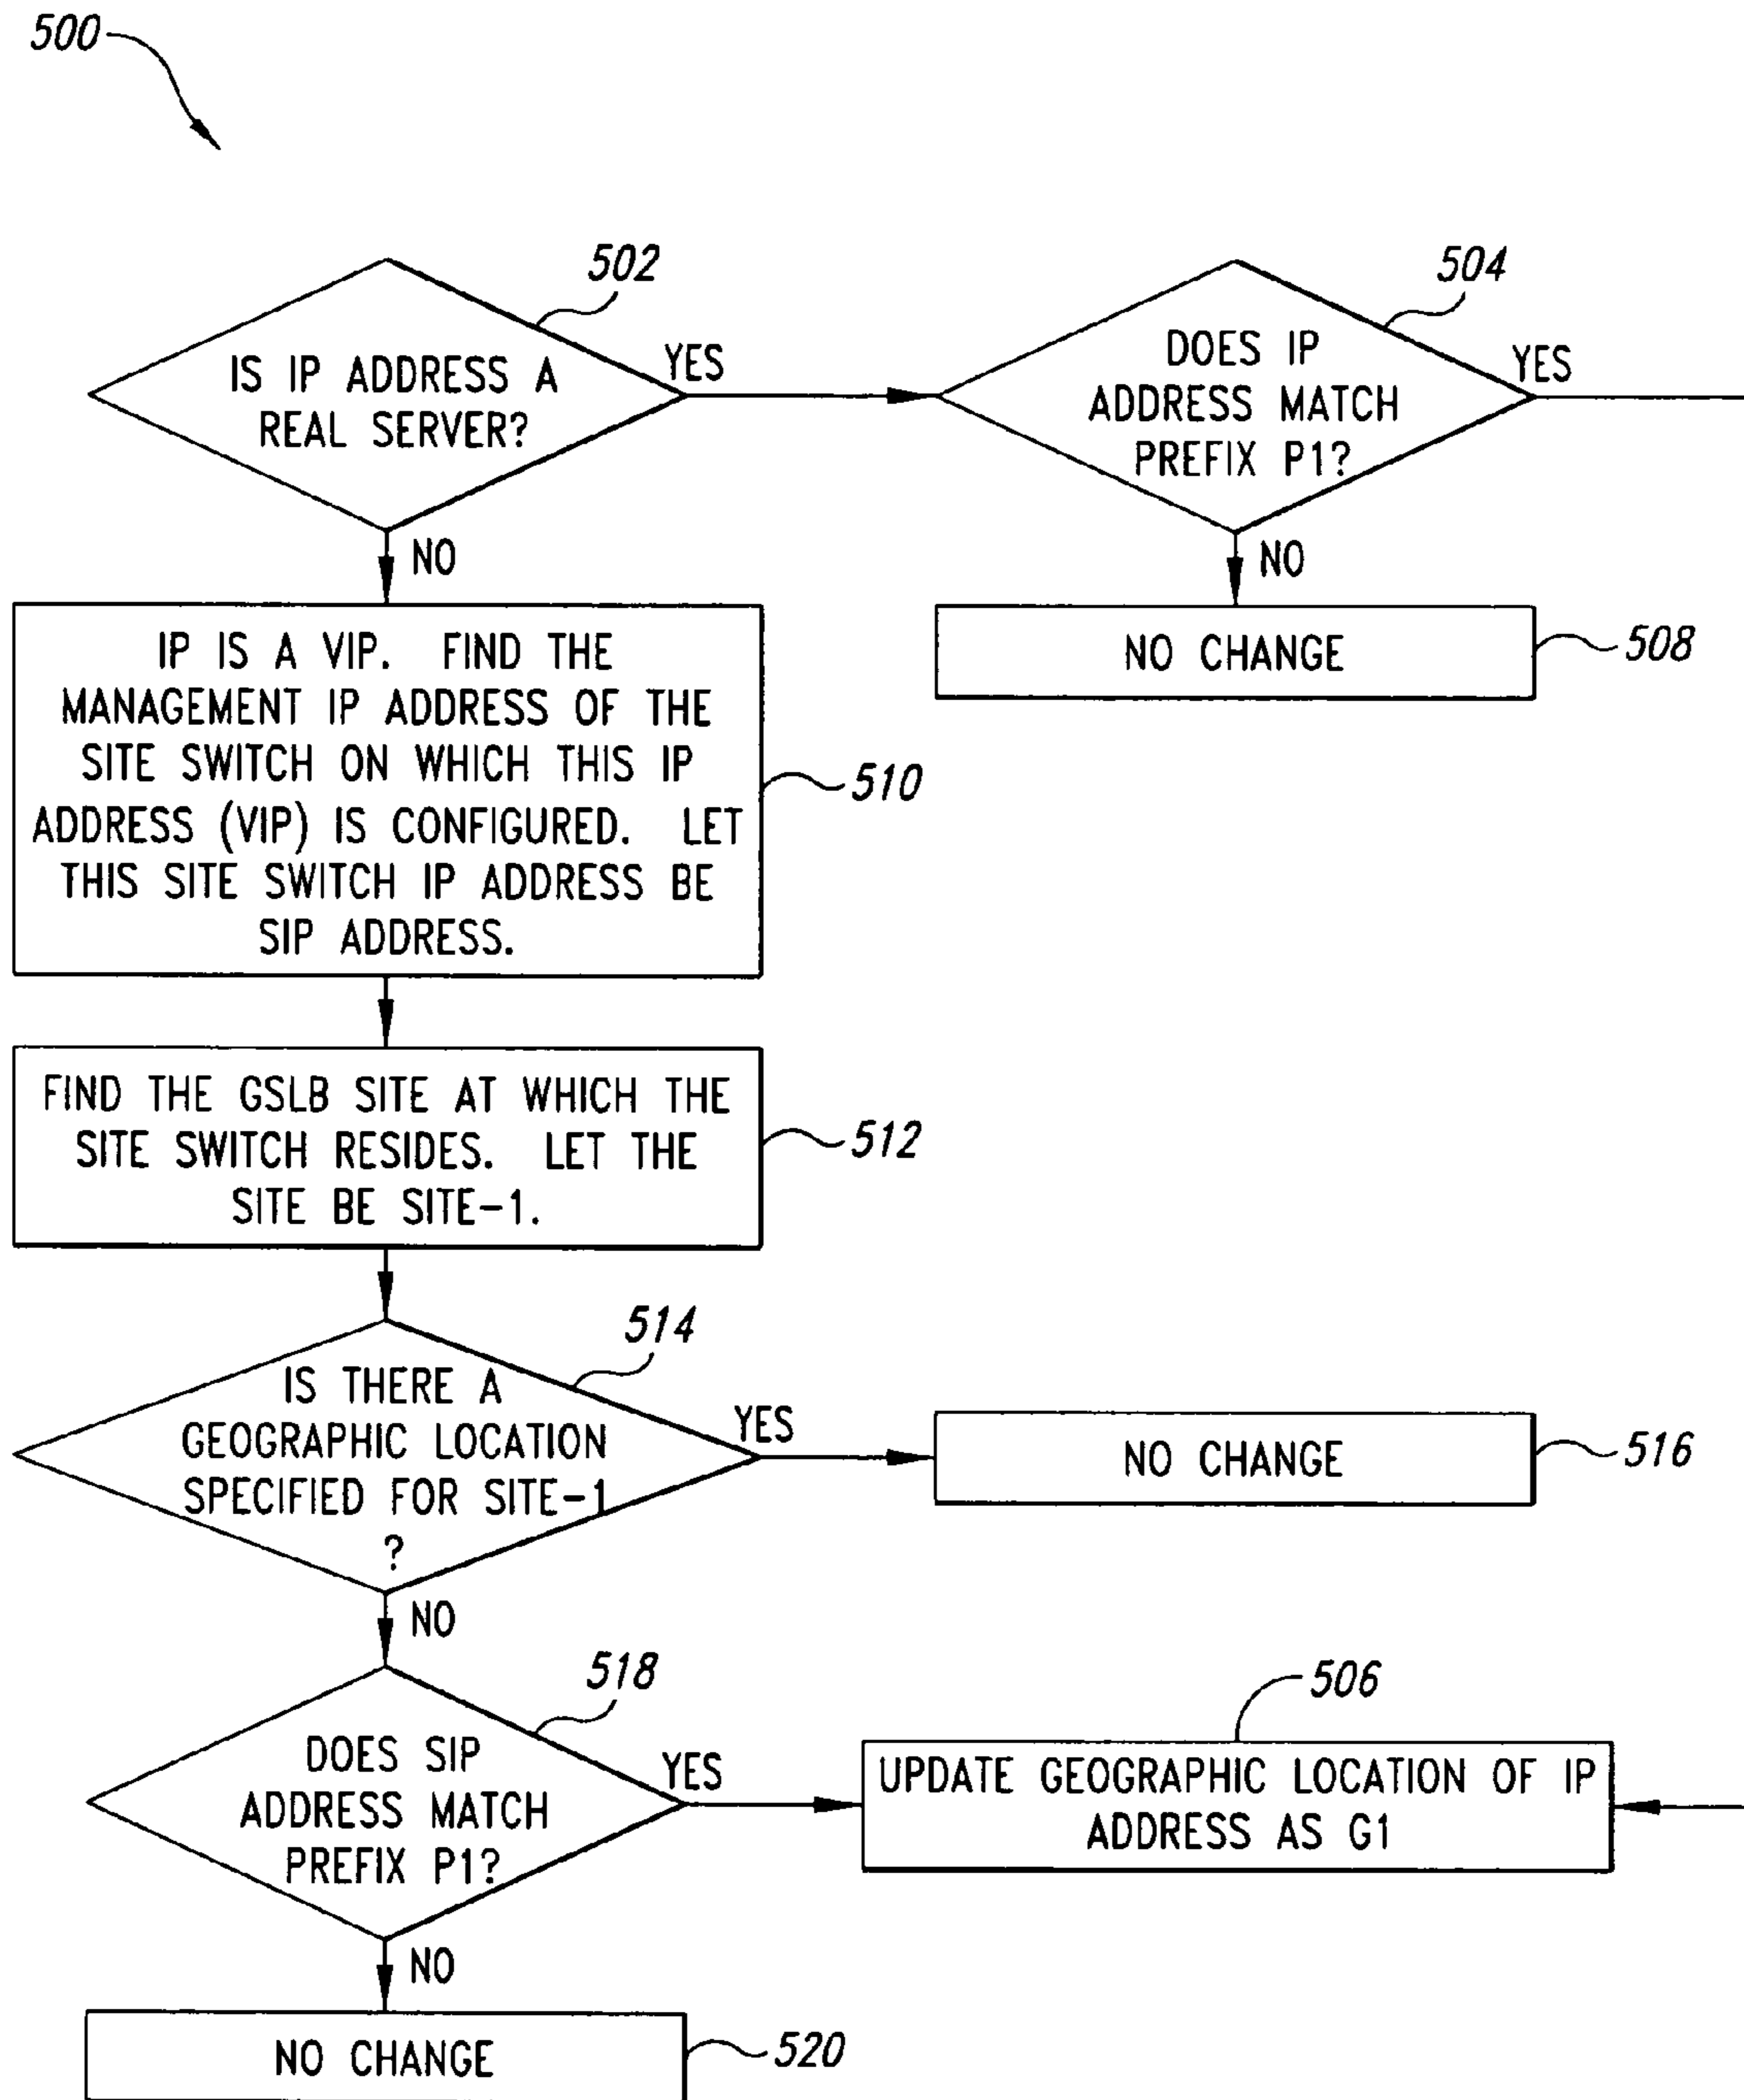 500
502
IS IP ADDRESS A
REAL SERVER?
YES
NO
504
DOES IP
ADDRESS MATCH
PREFIX P1?
YES
NO
NO CHANGE
508
IP IS A VIP. FIND THE
MANAGEMENT IP ADDRESS OF THE
SITE SWITCH ON WHICH THIS IP
ADDRESS (VIP) IS CONFIGURED. LET
THIS SITE SWITCH IP ADDRESS BE
SIP ADDRESS.
510
FIND THE GSLB SITE AT WHICH THE
SITE SWITCH RESIDES. LET THE
SITE BE SITE-1.
512
514
IS THERE A
GEOGRAPHIC LOCATION
SPECIFIED FOR SITE-1
?
YES
NO
NO CHANGE
516
518
DOES SIP
ADDRESS MATCH
PREFIX P1?
YES
NO
506
UPDATE GEOGRAPHIC LOCATION OF IP
ADDRESS AS G1
NO CHANGE
520